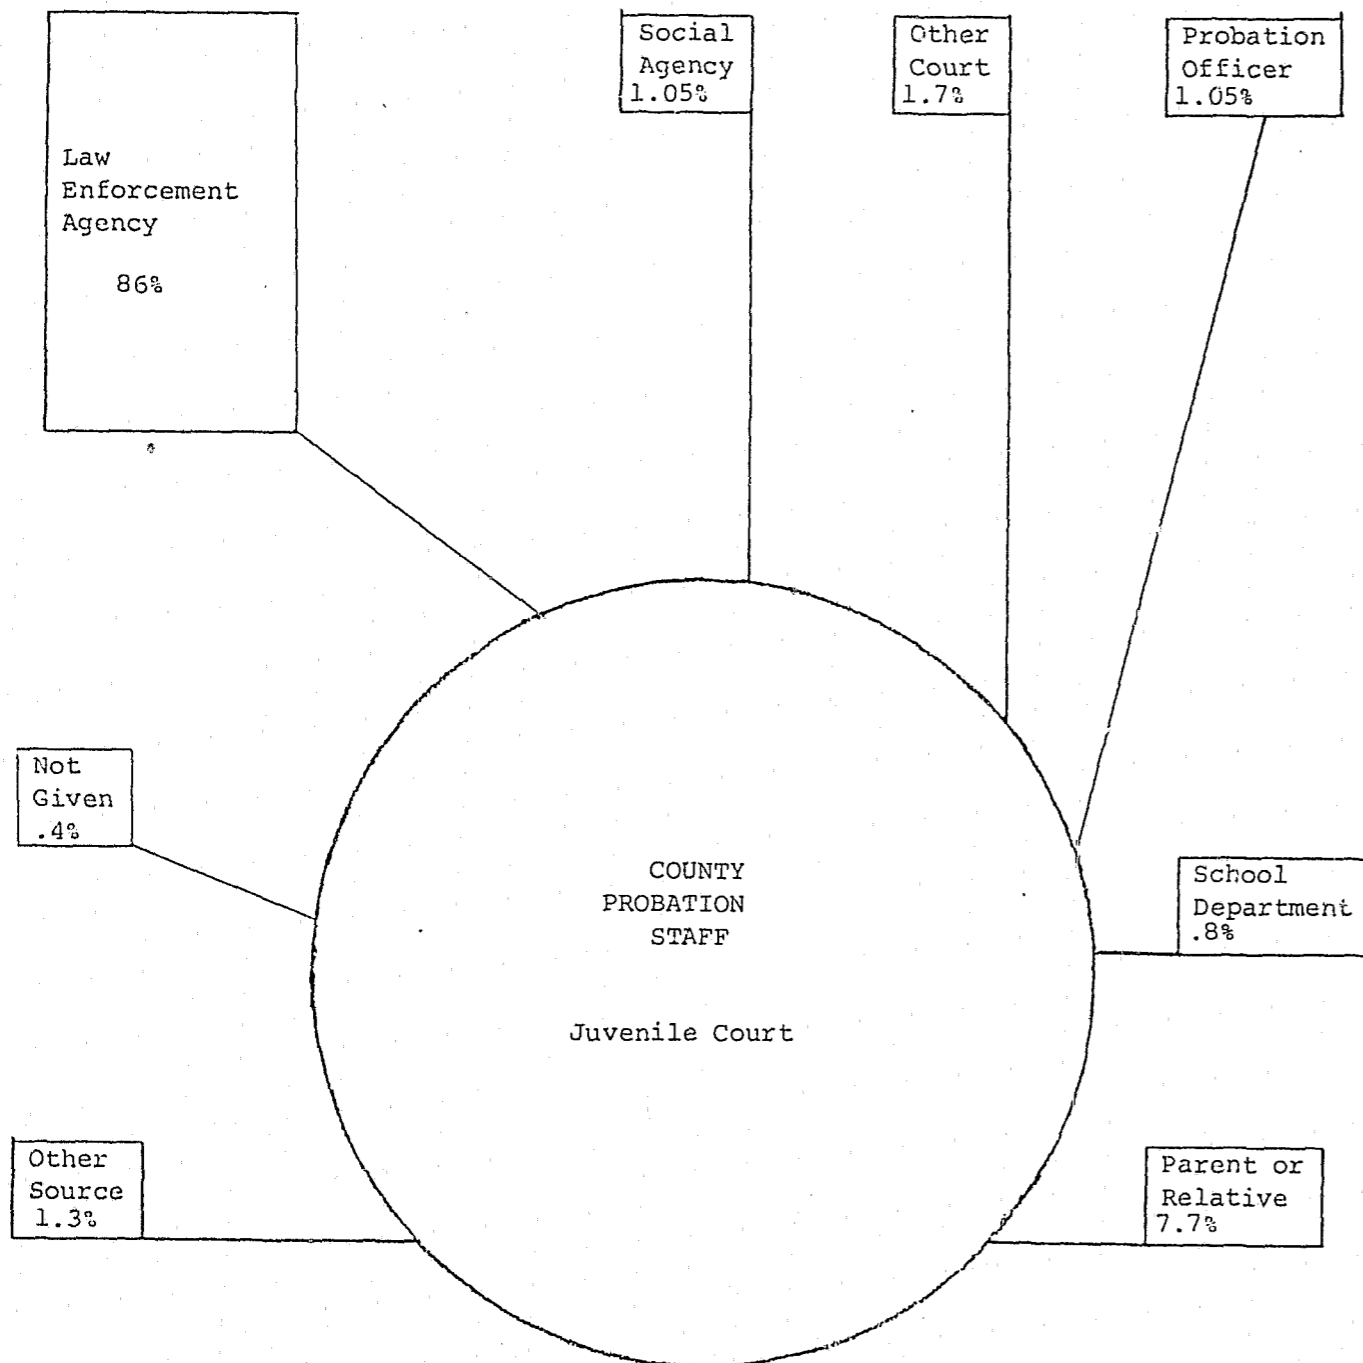 Social
Agency
1.05%
Other
Court
1.7%
Probation
Officer
1.05%
Law
Enforcement
Agency
86%
Not
Given
.4%
COUNTY
PROBATION
STAFF
Juvenile Court
School
Department
.8%
Other
Source
1.3%
Parent or
Relative
7.7%